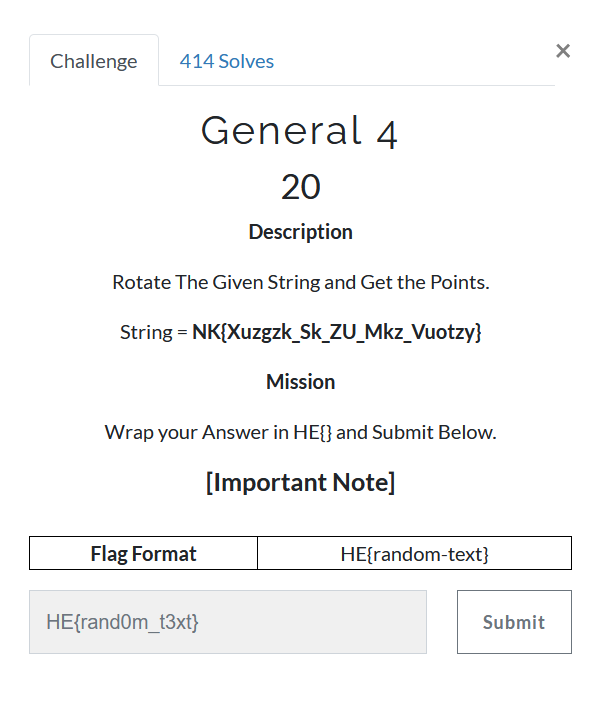 Challenge
414 Solves
×
General 4
20
Description
Rotate The Given String and Get the Points.
String = NK{Xuzgzk_Sk_ZU_Mkz_Vuotzy}
Mission
Wrap your Answer in HE{} and Submit Below.
[Important Note]
Flag Format
HE{random-text}
HE{rand0m_t3xt}
Submit